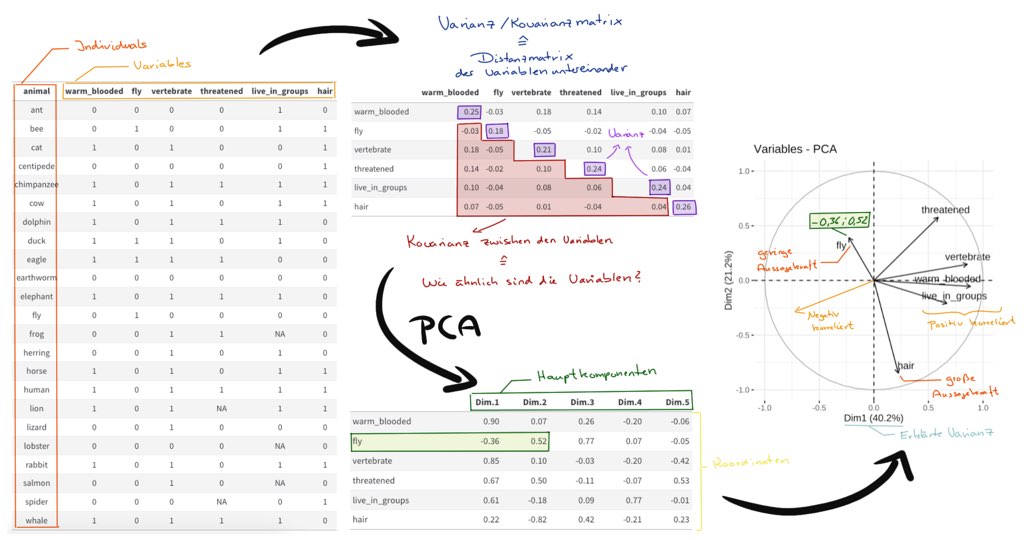 Individuals
Variables
animal warm_blooded fly vertebrate threatened live_in_groups hair
ant 0 0 0 0 1 0
bee 0 1 0 0 1 1
cat 1 0 1 0 0 1
centipede 0 0 0 0 0 1
chimpanzee 1 0 1 1 1 1
cow 1 0 1 0 1 1
dolphin 1 0 1 1 1 0
duck 1 1 1 0 1 0
eagle 1 1 1 1 0 0
earthworm 0 0 0 0 0 0
elephant 1 0 1 1 1 0
fly 0 1 0 0 0 0
frog 0 0 1 1 NA 0
herring 0 0 1 0 1 0
horse 1 0 1 0 1 1
human 1 0 1 1 1 1
lion 1 0 1 NA 1 1
lizard 0 0 1 0 0 0
lobster 0 0 0 0 NA 0
rabbit 1 0 1 0 1 1
salmon 0 0 1 0 NA 0
spider 0 0 0 NA 0 1
whale 1 0 1 1 1 0
Varianz / Kovarianzmatrix
≙
Distanzmatrix
der Variablen untereinander
warm_blooded fly vertebrate threatened live_in_groups hair
warm_blooded 0.25 -0.03 0.18 0.14 0.10 0.07
fly -0.03 0.18 -0.05 -0.02 -0.04 -0.05
Varianz
vertebrate 0.18 -0.05 0.21 0.10 0.08 0.01
threatened 0.14 -0.02 0.10 0.24 0.06 -0.04
live_in_groups 0.10 -0.04 0.08 0.06 0.24 0.04
hair 0.07 -0.05 0.01 -0.04 0.04 0.26
Kovarianz zwischen den Variablen
≙
Wie ähnlich sind die Variablen?
PCA
Hauptkomponenten
Dim.1 Dim.2 Dim.3 Dim.4 Dim.5
warm_blooded 0.90 0.07 0.26 -0.20 -0.06
fly -0.36 0.52 0.77 0.07 -0.05
vertebrate 0.85 0.10 -0.03 -0.20 -0.42
threatened 0.67 0.50 -0.11 -0.07 0.53
live_in_groups 0.61 -0.18 0.09 0.77 -0.01
hair 0.22 -0.82 0.42 -0.21 0.23
Koordinaten
Variables - PCA
1.0
0.5
0.0
-0.5
-1.0
Dim2 (21.2%)
-0,36 ; 0,52
threatened
fly
geringe
Aussagekraft
vertebrate
warm_blooded
live_in_groups
Negativ
korreliert
Positiv korreliert
hair
große
Aussagekraft
-1.0 -0.5 0.0 0.5 1.0
Dim1 (40.2%)
Erklärte Varianz